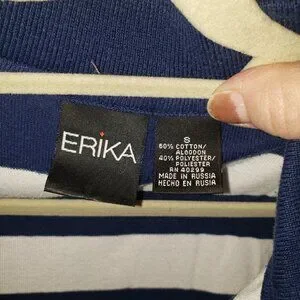 ERIKA
S
60% COTTON/
ALGODON
40% POLYESTER/
POLIESTER
RN 40299
MADE IN RUSSIA
HECHO EN RUSIA